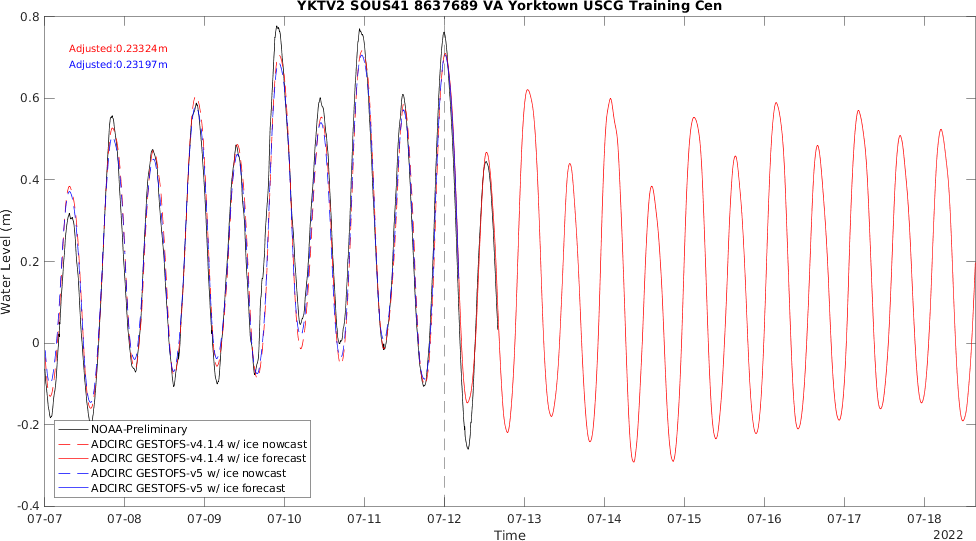 YKTV2 SOUS41 8637689 VA Yorktown USCG Training Cen
0.8
Adjusted:0.23324m
Adjusted:0.23197m
0.6
0.4
0.2
0
-0.2
-0.4
Water Level (m)
NOAA-Preliminary
ADCIRC GESTOFS-v4.1.4 w/ ice nowcast
ADCIRC GESTOFS-v4.1.4 w/ ice forecast
ADCIRC GESTOFS-v5 w/ ice nowcast
ADCIRC GESTOFS-v5 w/ ice forecast
07-07 07-08 07-09 07-10 07-11 07-12 07-13 07-14 07-15 07-16 07-17 07-18
Time
2022